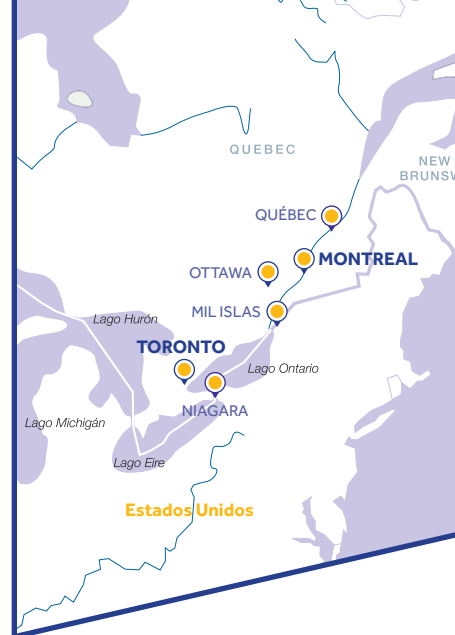 QUEBEC
NEW
BRUNSW
QUÉBEC
MONTREAL
OTTAWA
MIL ISLAS
Lago Hurón
TORONTO
Lago Ontario
NIAGARA
Lago Michigán
Lago Eire
Estados Unidos